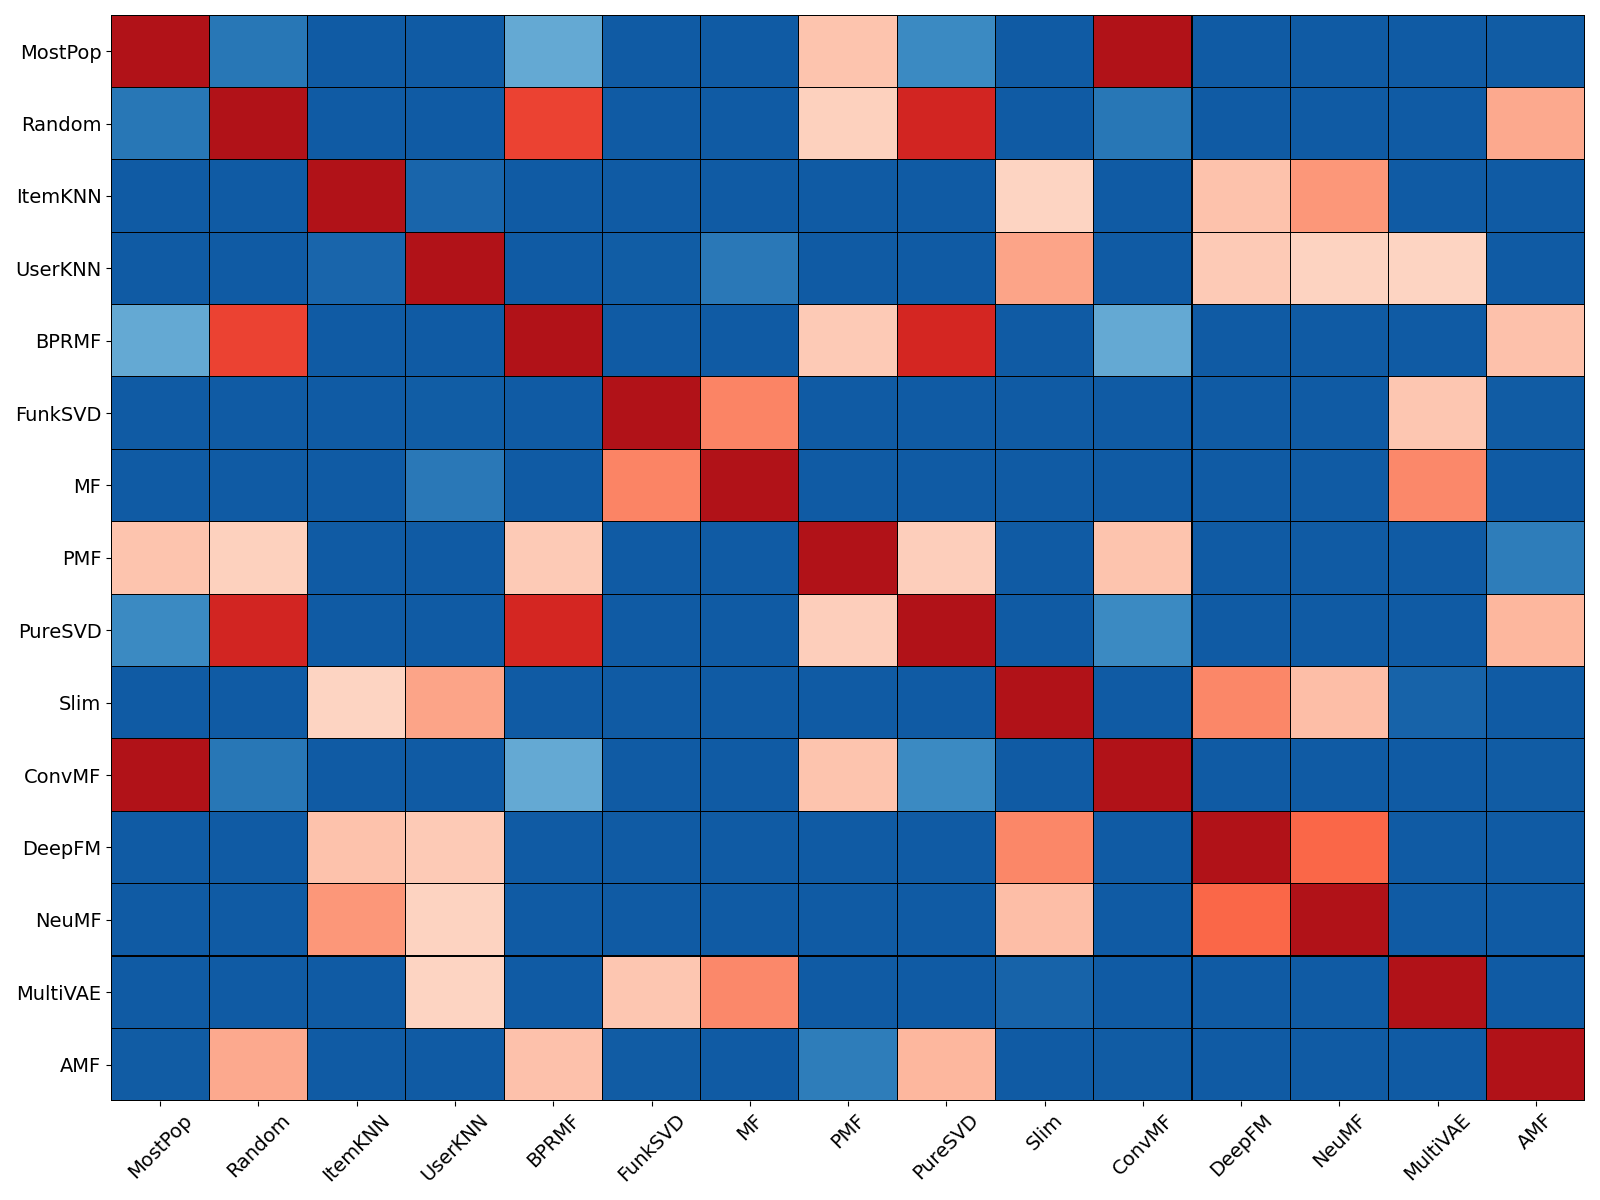 MostPop
Random
ItemKNN
UserKNN
BPRMF
FunkSVD
MF
PMF
PureSVD
Slim
ConvMF
DeepFM
NeuMF
MultiVAE
AMF
MostPop
Random
ItemKNN
UserKNN
BPRMF
FunkSVD
MF
PMF
PureSVD
Slim
ConvMF
DeepFM
NeuMF
MultiVAE
AMF